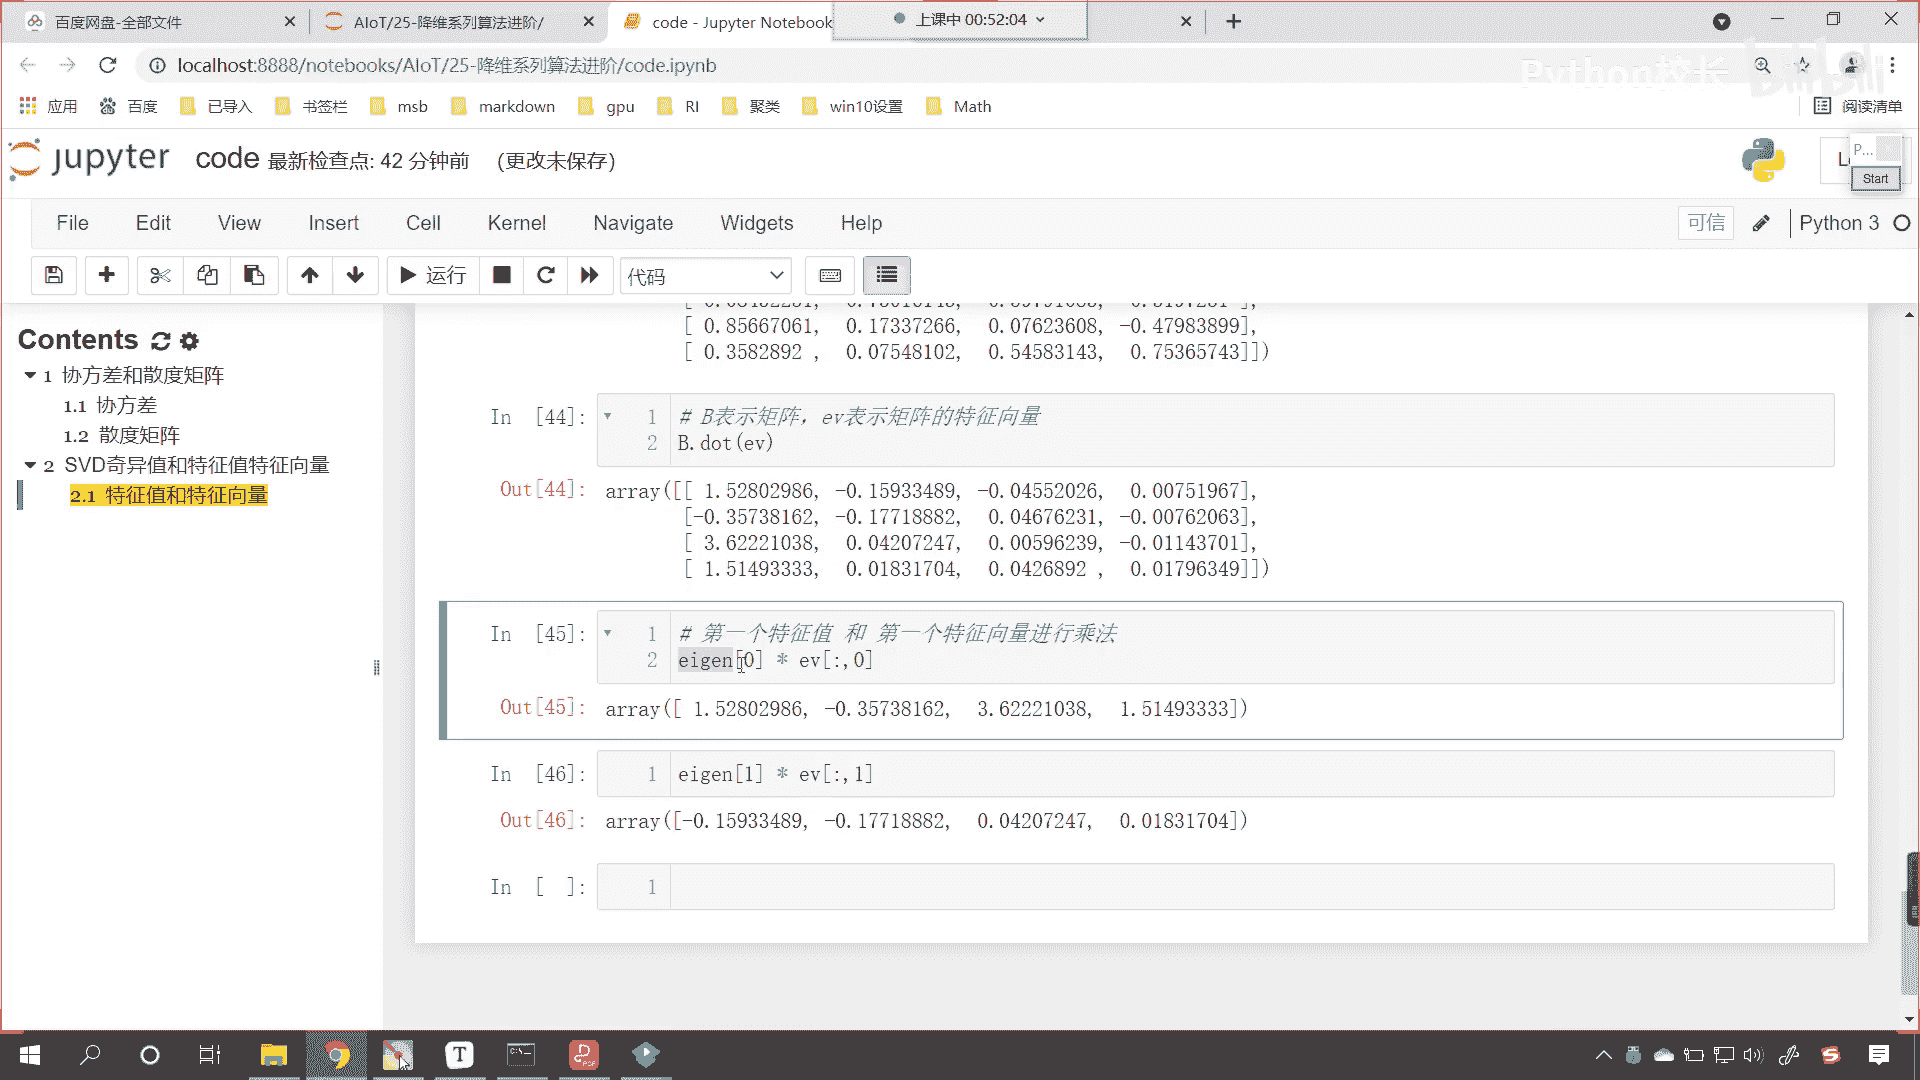 百度网盘-全部文件
AIoT/25-降维系列算法进阶/
code - Jupyter Notebook
上课中 00:52:04
localhost:8888/notebooks/AIoT/25-降维系列算法进阶/code.ipynb
Python校长
bilibili
应用 百度 已导入 书签栏 msb markdown gpu RI 聚类 win10设置 Math 阅读清单
jupyter code 最新检查点: 42 分钟前 (更改未保存)
P...
Start
File Edit View Insert Cell Kernel Navigate Widgets Help 可信 Python 3
运行 代码
Contents
1 协方差和散度矩阵
1.1 协方差
1.2 散度矩阵
2 SVD奇异值和特征值特征向量
2.1 特征值和特征向量
[ 0.85667061, 0.17337266, 0.07623608, -0.47983899],
[ 0.3582892 , 0.07548102, 0.54583143, 0.75365743]])
In [44]:
1 # B表示矩阵，ev表示矩阵的特征向量
2 B.dot(ev)
Out[44]: array([[ 1.52802986, -0.15933489, -0.04552026, 0.00751967],
[-0.35738162, -0.17718882, 0.04676231, -0.00762063],
[ 3.62221038, 0.04207247, 0.00596239, -0.01143701],
[ 1.51493333, 0.01831704, 0.0426892 , 0.01796349]])
In [45]:
1 # 第一个特征值 和 第一个特征向量进行乘法
2 eigen[0] * ev[:,0]
Out[45]: array([ 1.52802986, -0.35738162, 3.62221038, 1.51493333])
In [46]: 1 eigen[1] * ev[:,1]
Out[46]: array([-0.15933489, -0.17718882, 0.04207247, 0.01831704])
In [ ]: 1